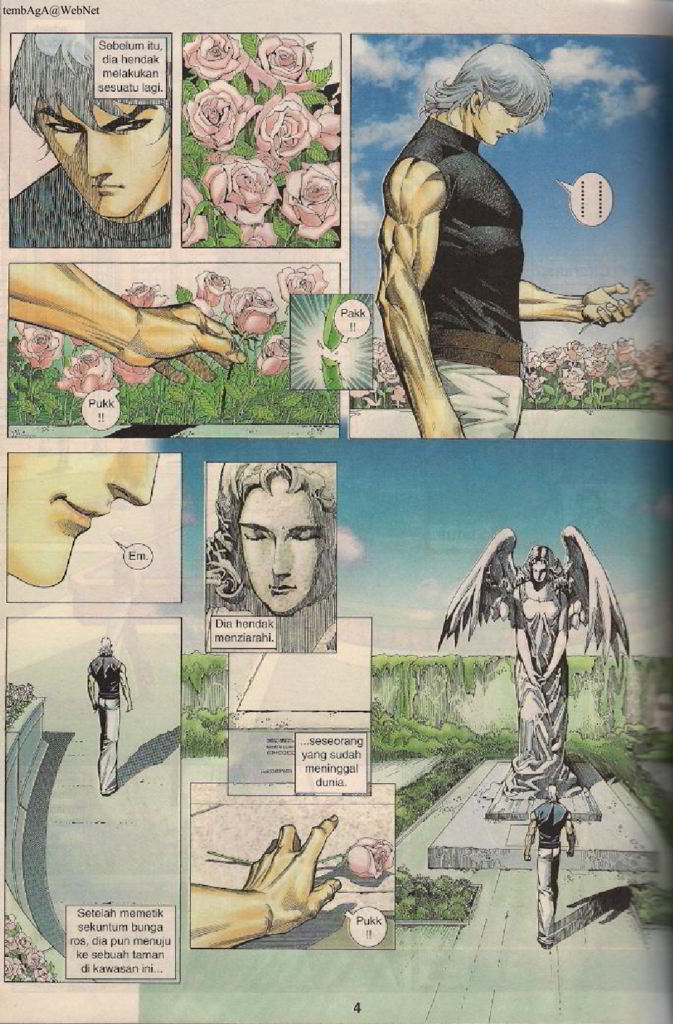 tembAgA@WebNet
Sebelum itu,
dia hendak
melakukan
sesuatu lagi.
Pakk
!!
Pukk
!!
Em.
Dia hendak
menziarahi.
...seseorang
yang sudah
meninggal
dunia.
Setelah memetik
sekuntum bunga
ros, dia pun menuju
ke sebuah taman
di kawasan ini...
Pukk
!!
4